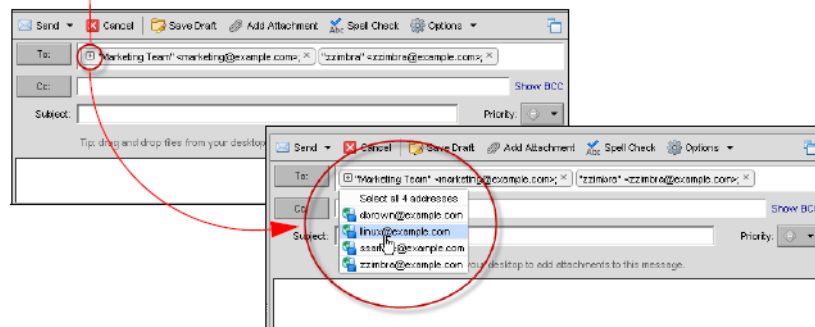 Send Cancel Save Draft Add Attachment Abc Spell Check Options
To: "Marketing Team" <marketing@example.com>; × "zzimbra" <zzimbra@example.com>; ×
Cc: Show BCC
Subject: Priority:
Tip: drag and drop files from your desktop
Send Cancel Save Draft Add Attachment Abc Spell Check Options
To: "Marketing Team" <marketing@example.com>; × "zzimbra" <zzimbra@example.com>; ×
Select all 4 addresses
Cc: Show BC
dbrown@example.com
linux@example.com
Subject: Priority:
@example.com
zzimbra@example.com your desktop to add attachments to this message.